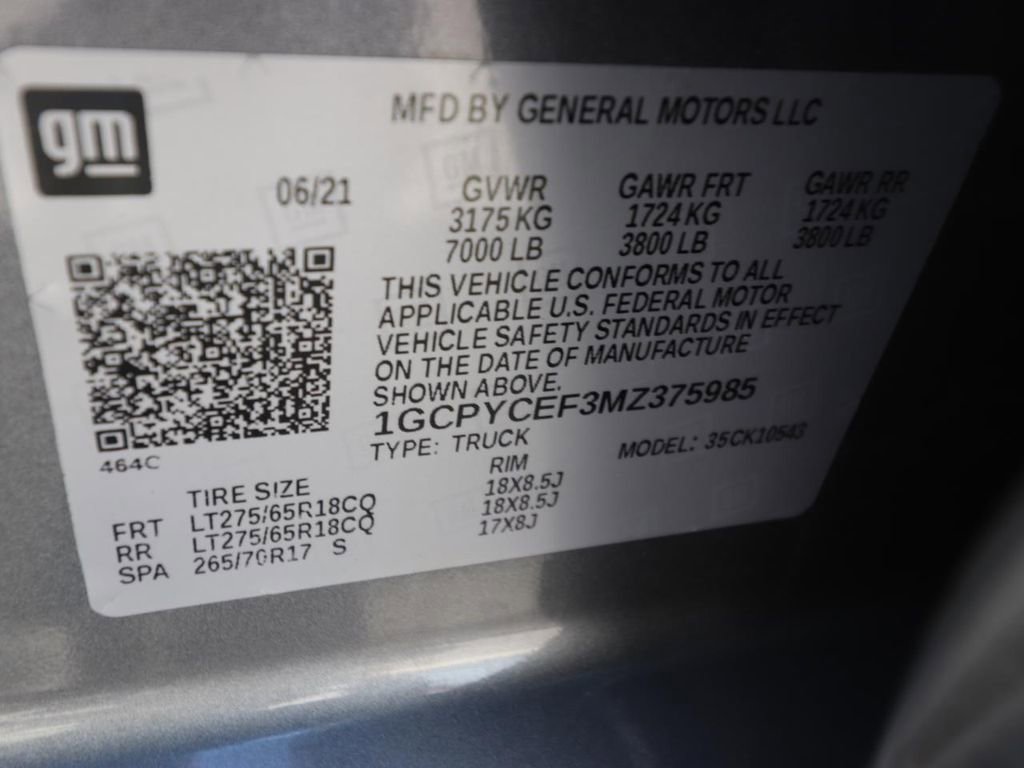 gm
MFD BY GENERAL MOTORS LLC
06/21
GVWR GAWR FRT GAWR RR
3175 KG 1724 KG 1724 KG
7000 LB 3800 LB 3800 LB
THIS VEHICLE CONFORMS TO ALL
APPLICABLE U.S. FEDERAL MOTOR
VEHICLE SAFETY STANDARDS IN EFFECT
ON THE DATE OF MANUFACTURE
SHOWN ABOVE.
1GCPYCEF3MZ375985
464C
TYPE: TRUCK MODEL: 35CK10543
TIRE SIZE RIM
FRT LT275/65R18CQ 18X8.5J
RR LT275/65R18CQ 18X8.5J
SPA 265/70R17 S 17X8J